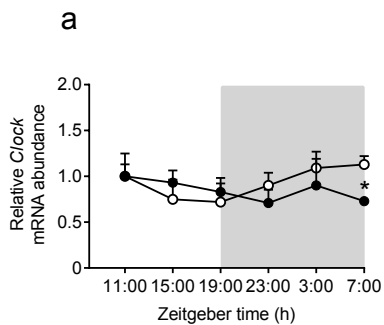 a
Relative Clock
mRNA abundance
2.0
1.5
1.0
0.5
0
*
11:00 15:00 19:00 23:00 3:00 7:00
Zeitgeber time (h)